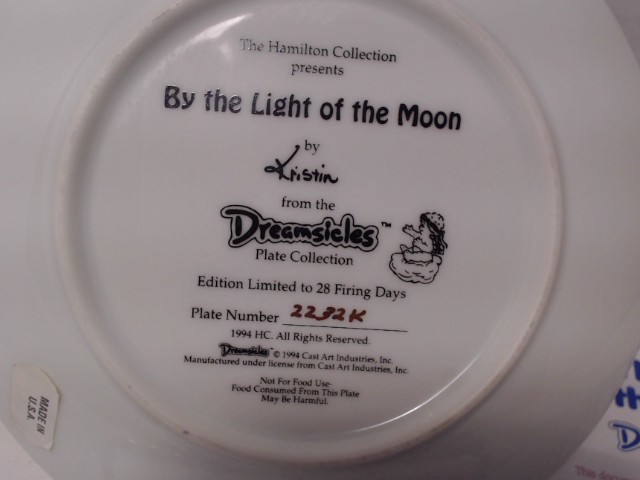 The Hamilton Collection
presents
By the Light of the Moon
by
Kristin
from the
Dreamsicles™
Plate Collection
Edition Limited to 28 Firing Days
Plate Number 2232K
1994 HC. All Rights Reserved.
Dreamsicles™ © 1994 Cast Art Industries, Inc.
Manufactured under license from Cast Art Industries, Inc.
Not For Food Use-
Food Consumed From This Plate
May Be Harmful.
MADE IN
U.S.A.